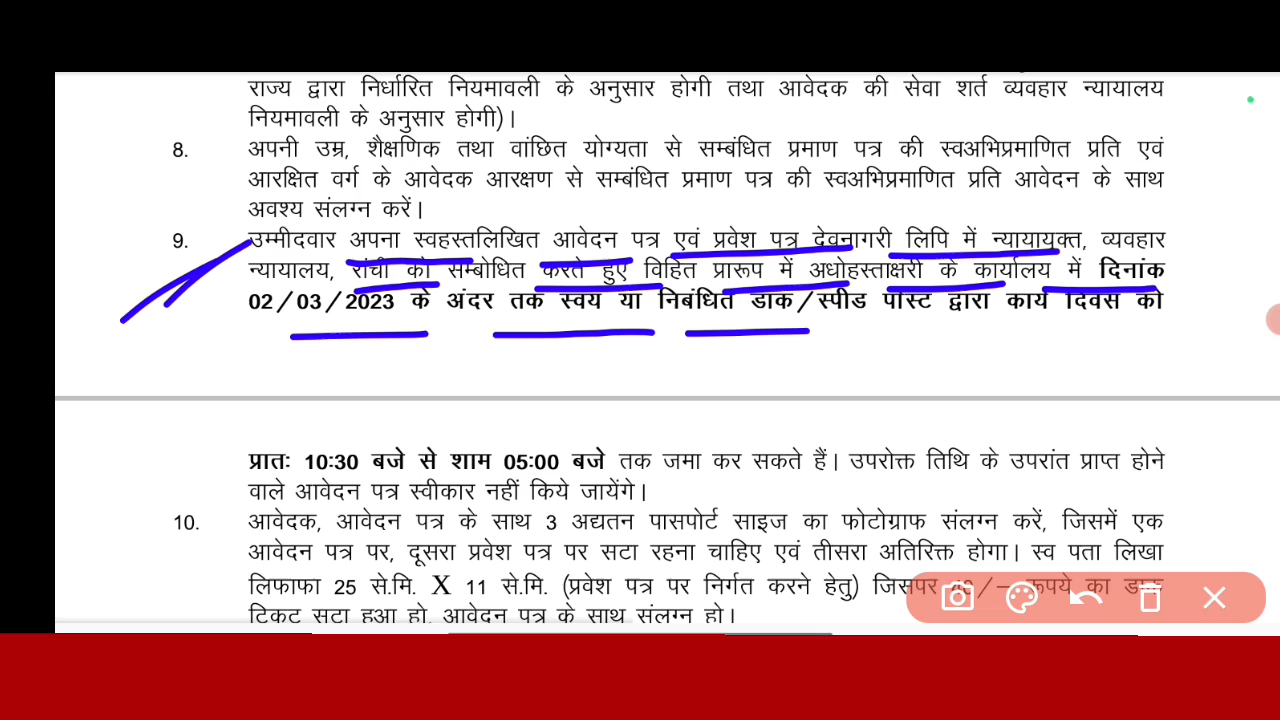 राज्य द्वारा निर्धारित नियमावली के अनुसार होगी तथा आवेदक की सेवा शर्त व्यवहार न्यायालय
नियमावली के अनुसार होगी)।
8. अपनी उम्र, शैक्षणिक तथा वांछित योग्यता से सम्बंधित प्रमाण पत्र की स्वअभिप्रमाणित प्रति एवं
आरक्षित वर्ग के आवेदक आरक्षण से सम्बंधित प्रमाण पत्र की स्वअभिप्रमाणित प्रति आवेदन के साथ
अवश्य संलग्न करें।
9. उम्मीदवार अपना स्वहस्तलिखित आवेदन पत्र एवं प्रवेश पत्र देवनागरी लिपि में न्यायायुक्त, व्यवहार
न्यायालय, रांची को सम्बोधित करते हुए विहित प्रारूप में अधोहस्ताक्षरी के कार्यालय में दिनांक
02/03/2023 के अंदर तक स्वयं या निबंधित डाक/स्पीड पोस्ट द्वारा कार्य दिवस को
प्रातः 10:30 बजे से शाम 05:00 बजे तक जमा कर सकते हैं। उपरोक्त तिथि के उपरांत प्राप्त होने
वाले आवेदन पत्र स्वीकार नहीं किये जायेंगे।
10. आवेदक, आवेदन पत्र के साथ 3 अद्यतन पासपोर्ट साइज का फोटोग्राफ संलग्न करें, जिसमें एक
आवेदन पत्र पर, दूसरा प्रवेश पत्र पर सटा रहना चाहिए एवं तीसरा अतिरिक्त होगा। स्व पता लिखा
लिफाफा 25 से.मि. X 11 से.मि. (प्रवेश पत्र पर निर्गत करने हेतु) जिसपर रूपये का डाक
टिकट सटा हुआ हो, आवेदन पत्र के साथ संलग्न हो।